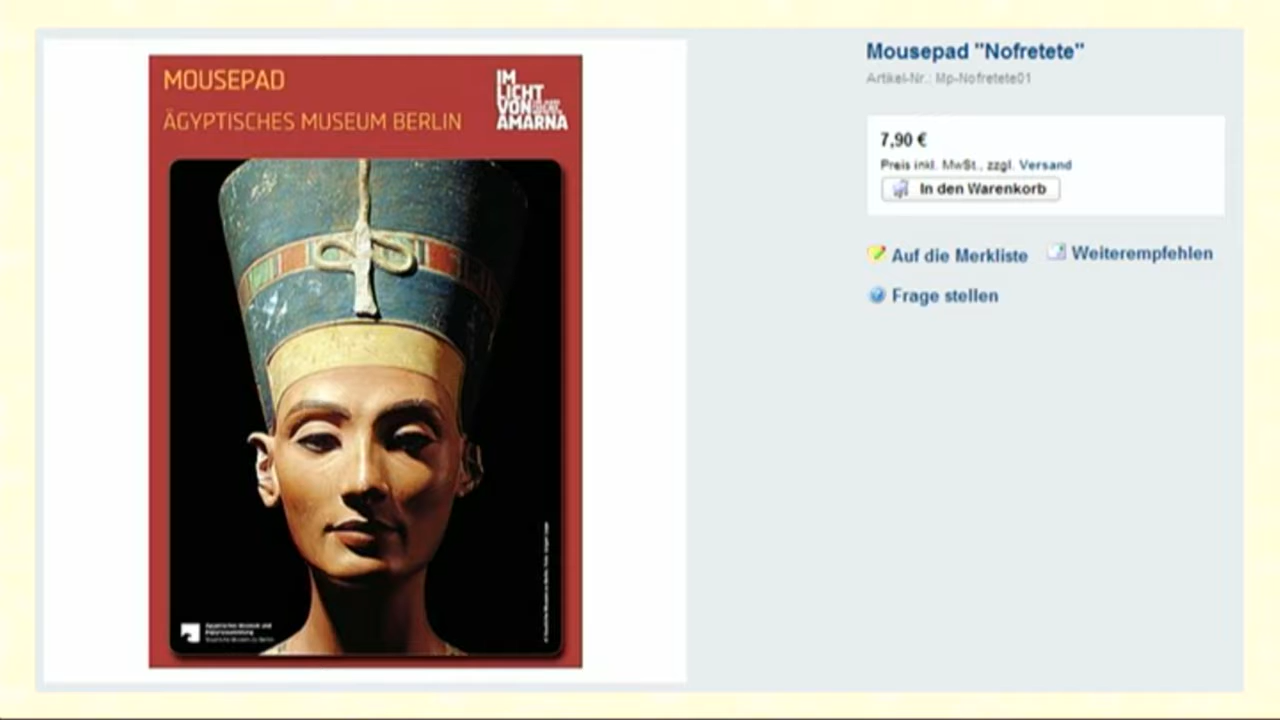 MOUSEPAD
ÄGYPTISCHES MUSEUM BERLIN
IM
LICHT
VON
AMARNA
Mousepad "Nofretete"
Artikel-Nr.: Mp-Nofretete01
7,90 €
Preis inkl. MwSt., zzgl. Versand
In den Warenkorb
Auf die Merkliste
Weiterempfehlen
Frage stellen